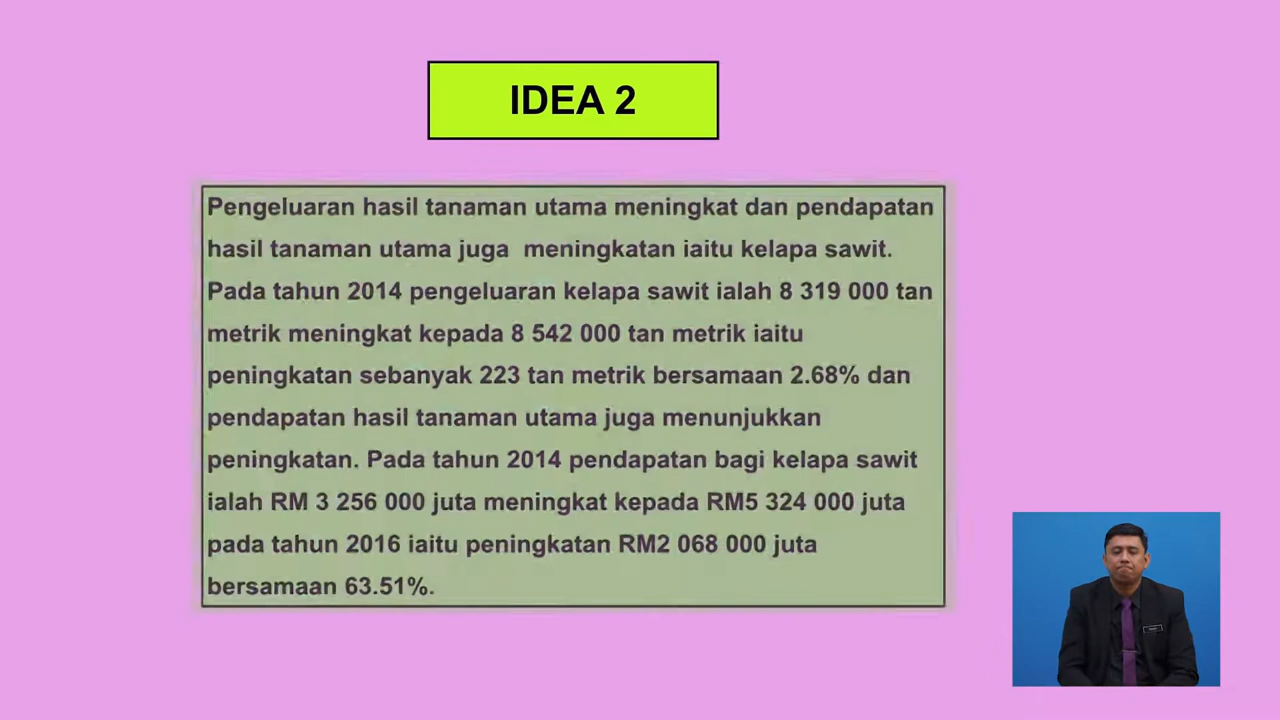 IDEA 2
Pengeluaran hasil tanaman utama meningkat dan pendapatan
hasil tanaman utama juga  meningkatan iaitu kelapa sawit.
Pada tahun 2014 pengeluaran kelapa sawit ialah 8 319 000 tan
metrik meningkat kepada 8 542 000 tan metrik iaitu
peningkatan sebanyak 223 tan metrik bersamaan 2.68% dan
pendapatan hasil tanaman utama juga menunjukkan
peningkatan. Pada tahun 2014 pendapatan bagi kelapa sawit
ialah RM 3 256 000 juta meningkat kepada RM5 324 000 juta
pada tahun 2016 iaitu peningkatan RM2 068 000 juta
bersamaan 63.51%.